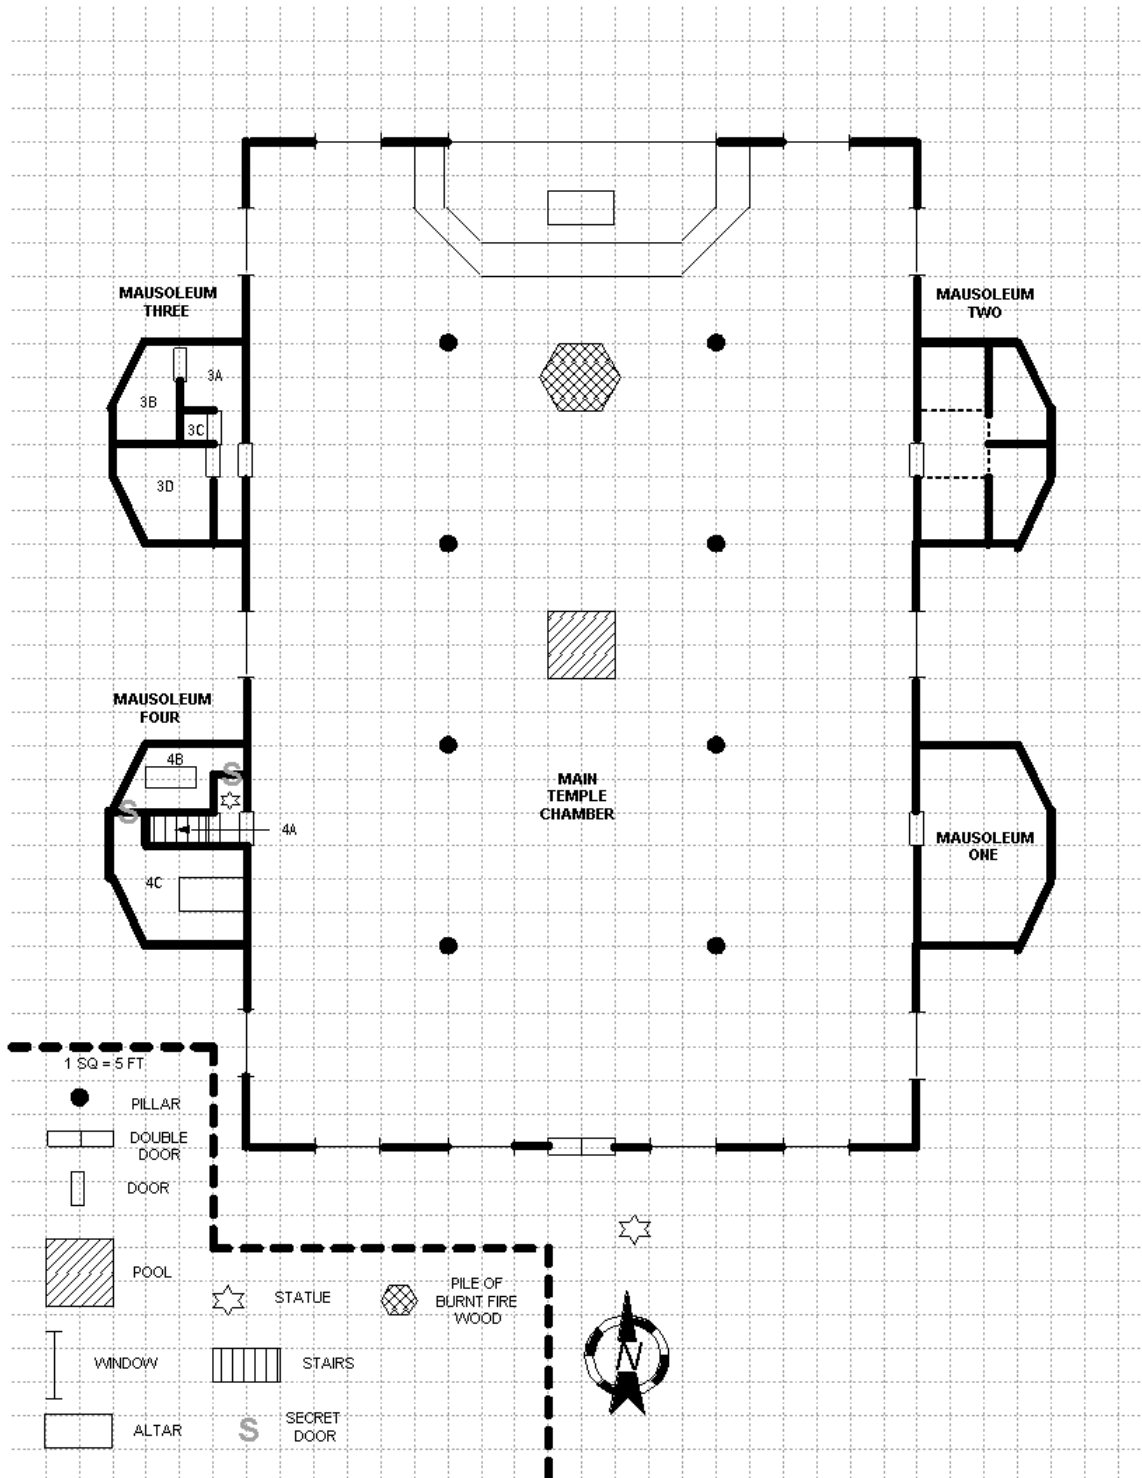 MAUSOLEUM
THREE
MAUSOLEUM
TWO
3A
3B
3C
3D
MAUSOLEUM
FOUR
4B
S
S
4A
4C
MAIN
TEMPLE
CHAMBER
MAUSOLEUM
ONE
1 SQ = 5 FT
PILLAR
DOUBLE
DOOR
DOOR
POOL
STATUE
PILE OF
BURNT FIRE
WOOD
WINDOW
STAIRS
N
ALTAR
S
SECRET
DOOR